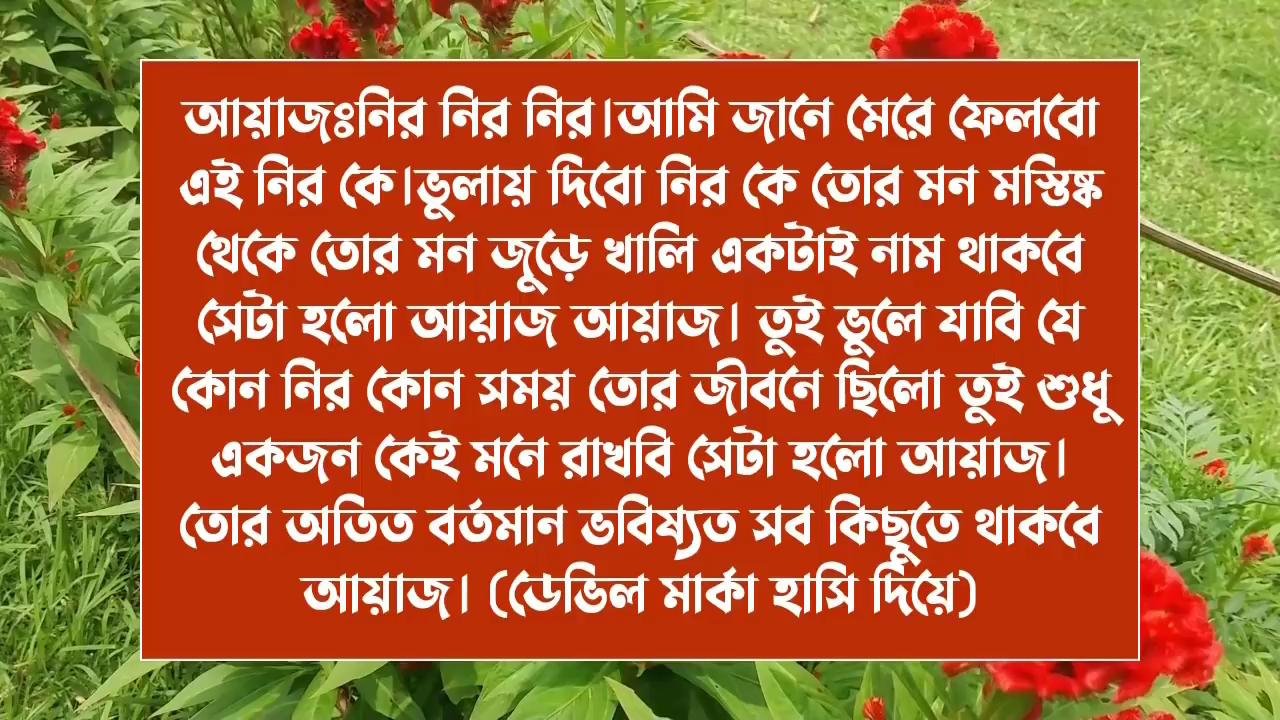 আয়াজঃনির নির নির।আমি জানে মেরে ফেলবো
এই নির কে।ভুলায় দিবো নির কে তোর মন মস্তিষ্ক
থেকে তোর মন জুড়ে খালি একটাই নাম থাকবে
সেটা হলো আয়াজ আয়াজ। তুই ভুলে যাবি যে
কোন নির কোন সময় তোর জীবনে ছিলো তুই শুধু
একজন কেই মনে রাখবি সেটা হলো আয়াজ।
তোর অতিত বর্তমান ভবিষ্যত সব কিছুতে থাকবে
আয়াজ। (ডেভিল মার্কা হাসি দিয়ে)